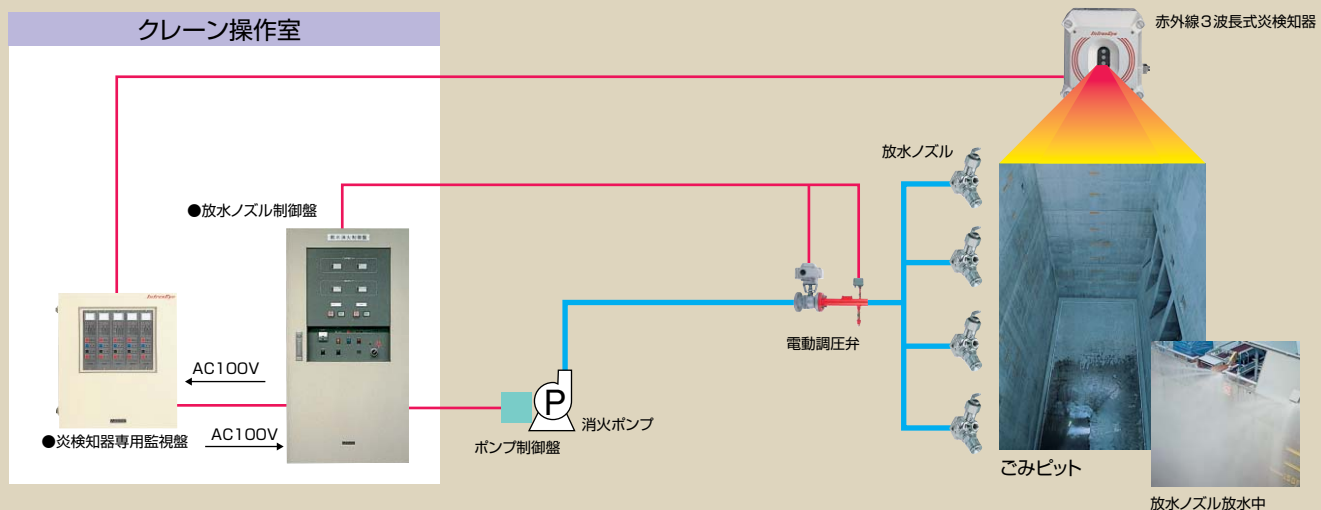 クレーン操作室
赤外線3波長式炎検知器
放水ノズル
●放水ノズル制御盤
AC100V
電動調圧弁
P
消火ポンプ
●炎検知器専用監視盤
AC100V
ポンプ制御盤
ごみピット
放水ノズル放水中